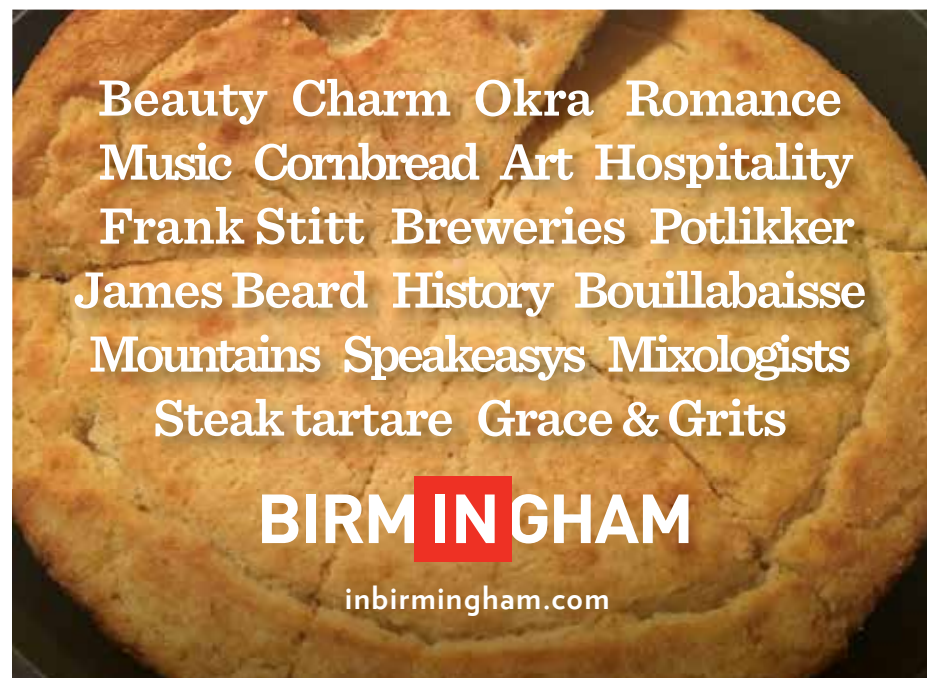 Beauty Charm Okra Romance
Music Cornbread Art Hospitality
Frank Stitt Breweries Potlikker
James Beard History Bouillabaisse
Mountains Speakeasys Mixologists
Steak tartare Grace & Grits
BIRMINGHAM
inbirmingham.com